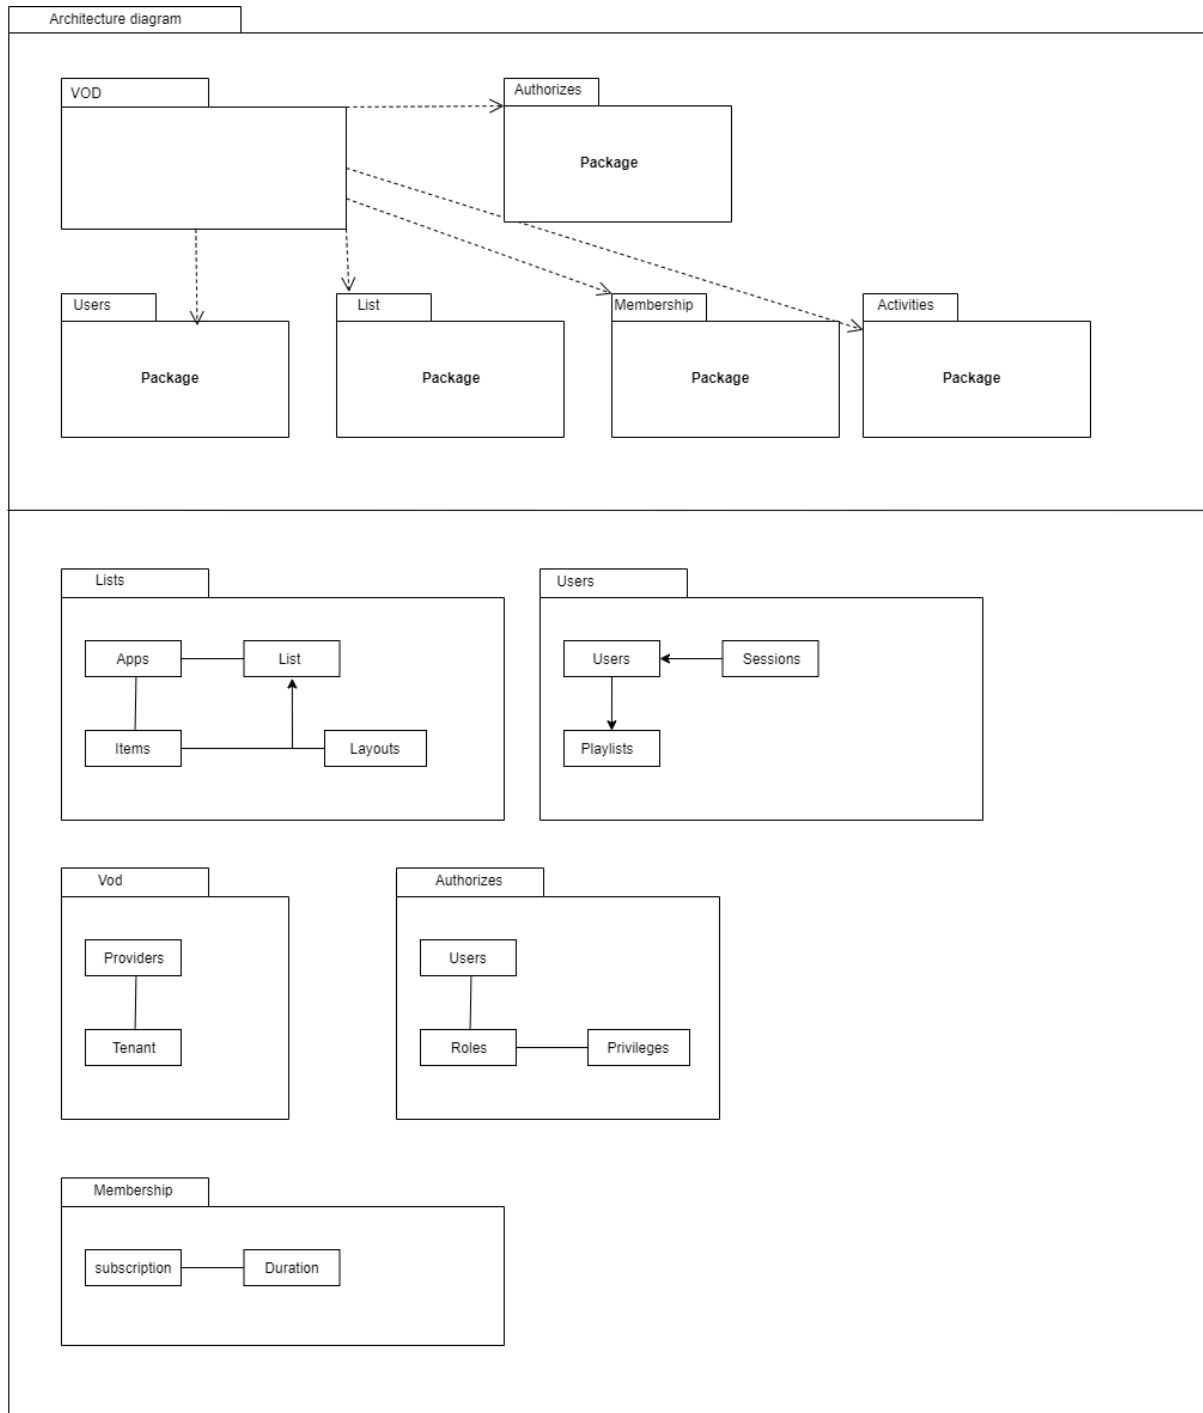 Architecture diagram
VOD
Authorizes
Package
Users
List
Membership
Activities
Package
Package
Package
Package
Lists
Users
Apps
List
Users
Sessions
Items
Layouts
Playlists
Vod
Authorizes
Providers
Users
Tenant
Roles
Privileges
Membership
subscription
Duration